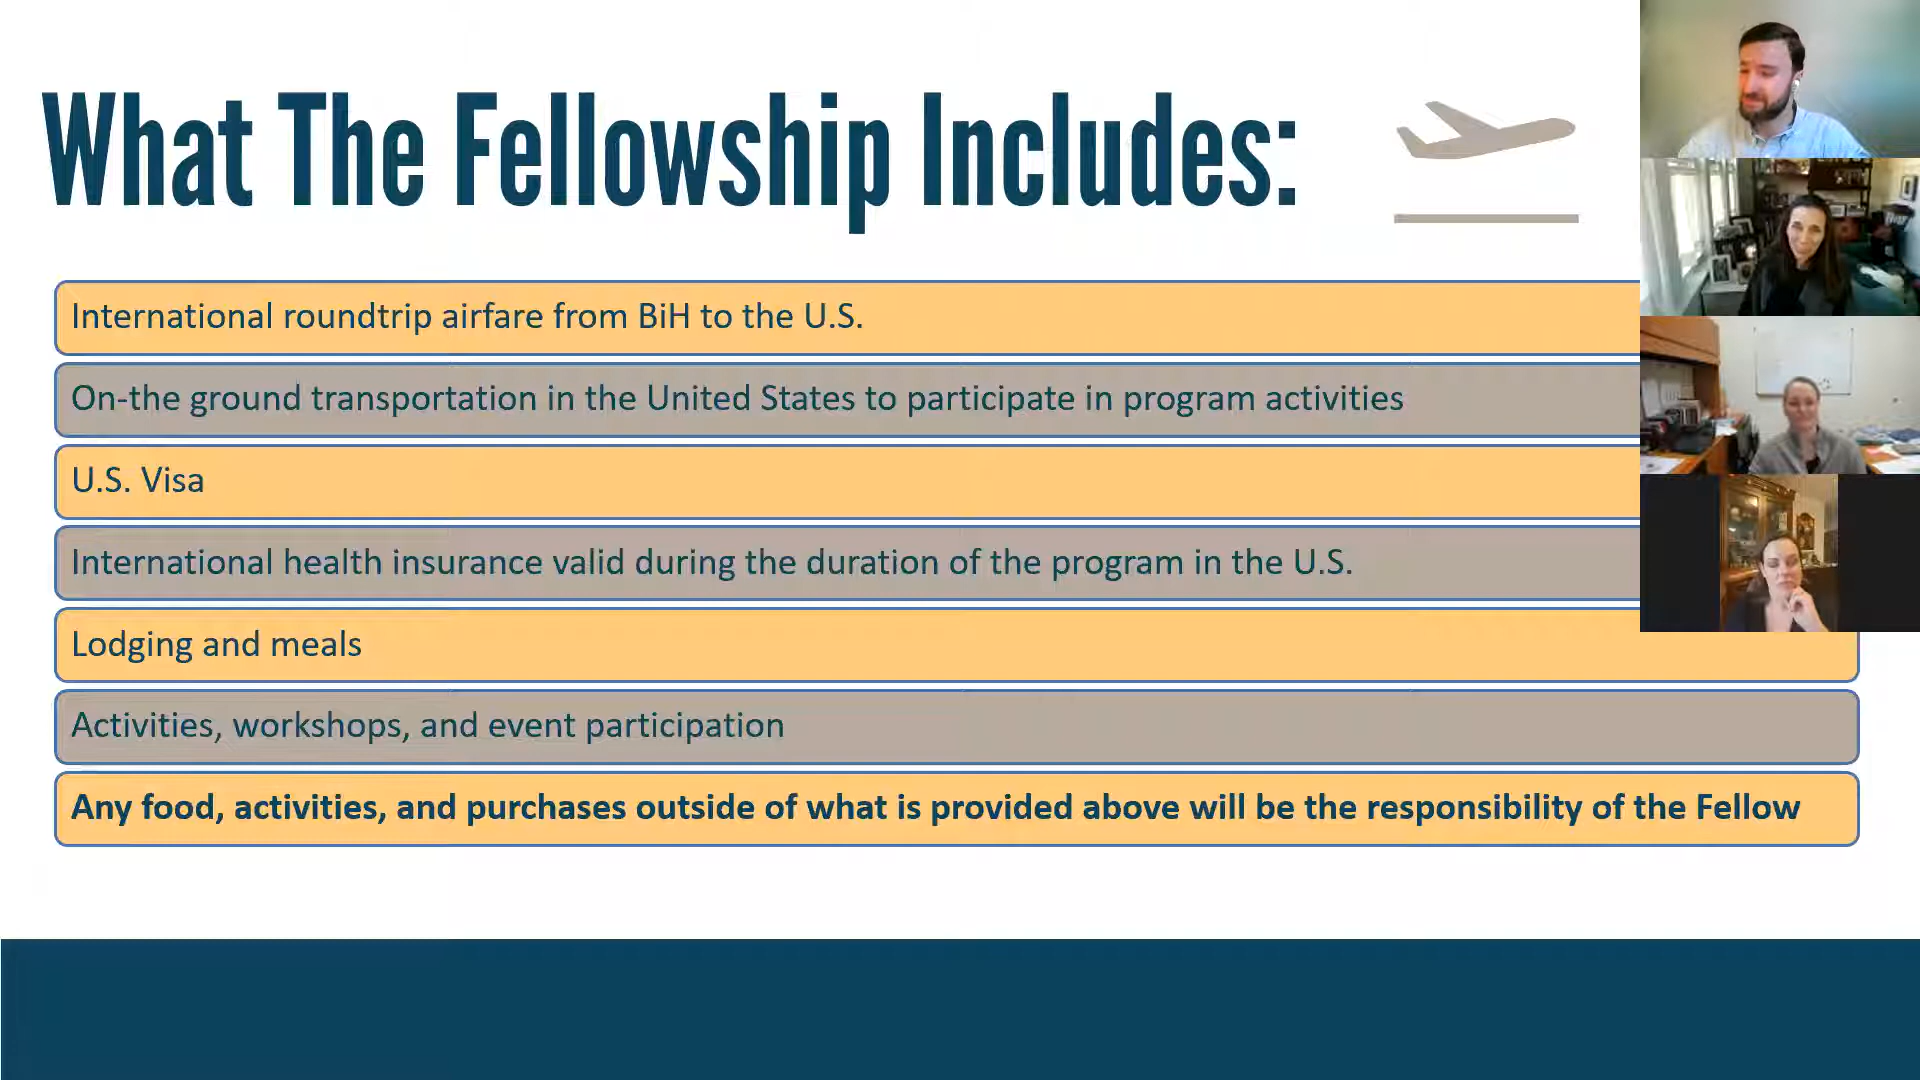 What The Fellowship Includes:
International roundtrip airfare from BiH to the U.S.
On-the ground transportation in the United States to participate in program activities
U.S. Visa
International health insurance valid during the duration of the program in the U.S.
Lodging and meals
Activities, workshops, and event participation
Any food, activities, and purchases outside of what is provided above will be the responsibility of the Fellow